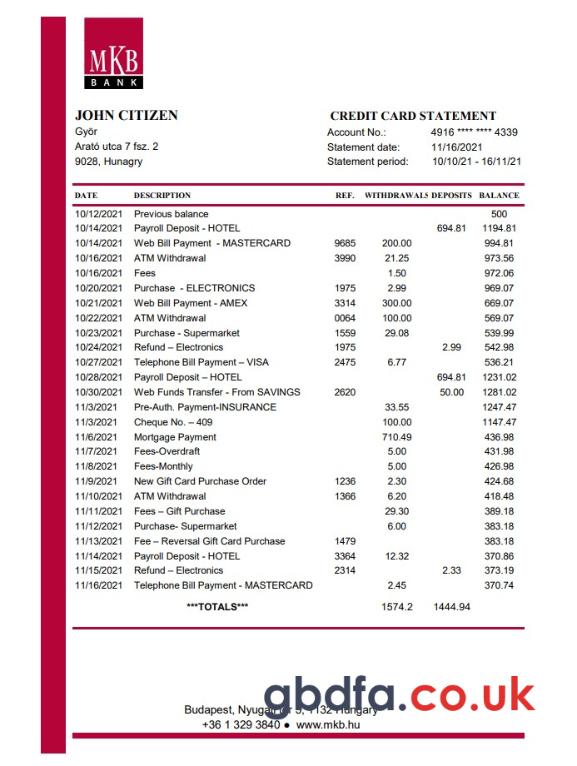 MKB
BANK
JOHN CITIZEN
Györ
Arató utca 7 fsz. 2
9028, Hunagry
CREDIT CARD STATEMENT
Account No.: 4916 **** **** 4339
Statement date: 11/16/2021
Statement period: 10/10/21 - 16/11/21
DATE DESCRIPTION REF. WITHDRAWALS DEPOSITS BALANCE
10/12/2021 Previous balance 500
10/14/2021 Payroll Deposit - HOTEL 694.81 1194.81
10/14/2021 Web Bill Payment - MASTERCARD 9685 200.00 994.81
10/16/2021 ATM Withdrawal 3990 21.25 973.56
10/16/2021 Fees 1.50 972.06
10/20/2021 Purchase - ELECTRONICS 1975 2.99 969.07
10/21/2021 Web Bill Payment - AMEX 3314 300.00 669.07
10/22/2021 ATM Withdrawal 0064 100.00 569.07
10/23/2021 Purchase - Supermarket 1559 29.08 539.99
10/24/2021 Refund – Electronics 1975 2.99 542.98
10/27/2021 Telephone Bill Payment – VISA 2475 6.77 536.21
10/28/2021 Payroll Deposit – HOTEL 694.81 1231.02
10/30/2021 Web Funds Transfer - From SAVINGS 2620 50.00 1281.02
11/3/2021 Pre-Auth. Payment-INSURANCE 33.55 1247.47
11/3/2021 Cheque No. – 409 100.00 1147.47
11/6/2021 Mortgage Payment 710.49 436.98
11/7/2021 Fees-Overdraft 5.00 431.98
11/8/2021 Fees-Monthly 5.00 426.98
11/9/2021 New Gift Card Purchase Order 1236 2.30 424.68
11/10/2021 ATM Withdrawal 1366 6.20 418.48
11/11/2021 Fees – Gift Purchase 29.30 389.18
11/12/2021 Purchase- Supermarket 6.00 383.18
11/13/2021 Fee – Reversal Gift Card Purchase 1479 383.18
11/14/2021 Payroll Deposit - HOTEL 3364 12.32 370.86
11/15/2021 Refund – Electronics 2314 2.33 373.19
11/16/2021 Telephone Bill Payment - MASTERCARD 2.45 370.74
***TOTALS*** 1574.2 1444.94
gbdfa.co.uk
Budapest, 5, 1132 Hungary
+36 1 329 3840 ● www.mkb.hu